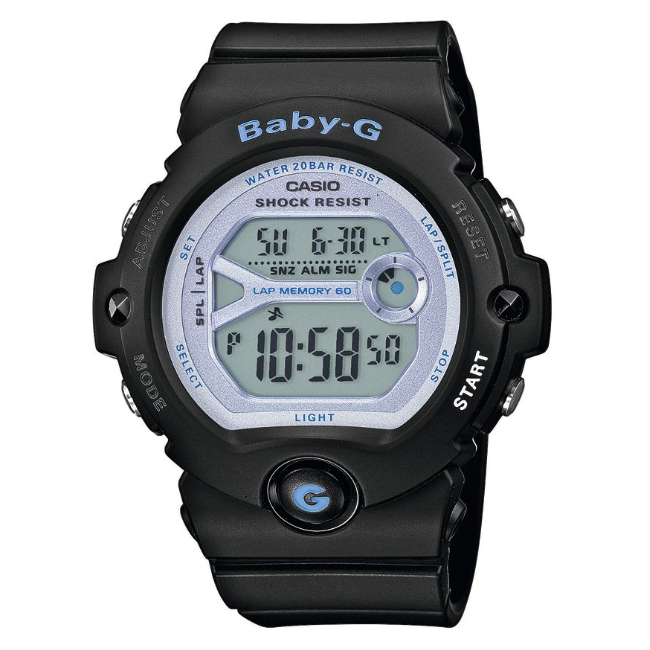 Baby-G
WATER 20BAR RESIST
CASIO
SHOCK RESIST
ADJUST
RESET
SET
LAP/SPLIT
SU 6-30 LT
SNZ ALM SIG
SPL | LAP
LAP MEMORY 60
P 10:58 50
SELECT
STOP
MODE
START
LIGHT
G